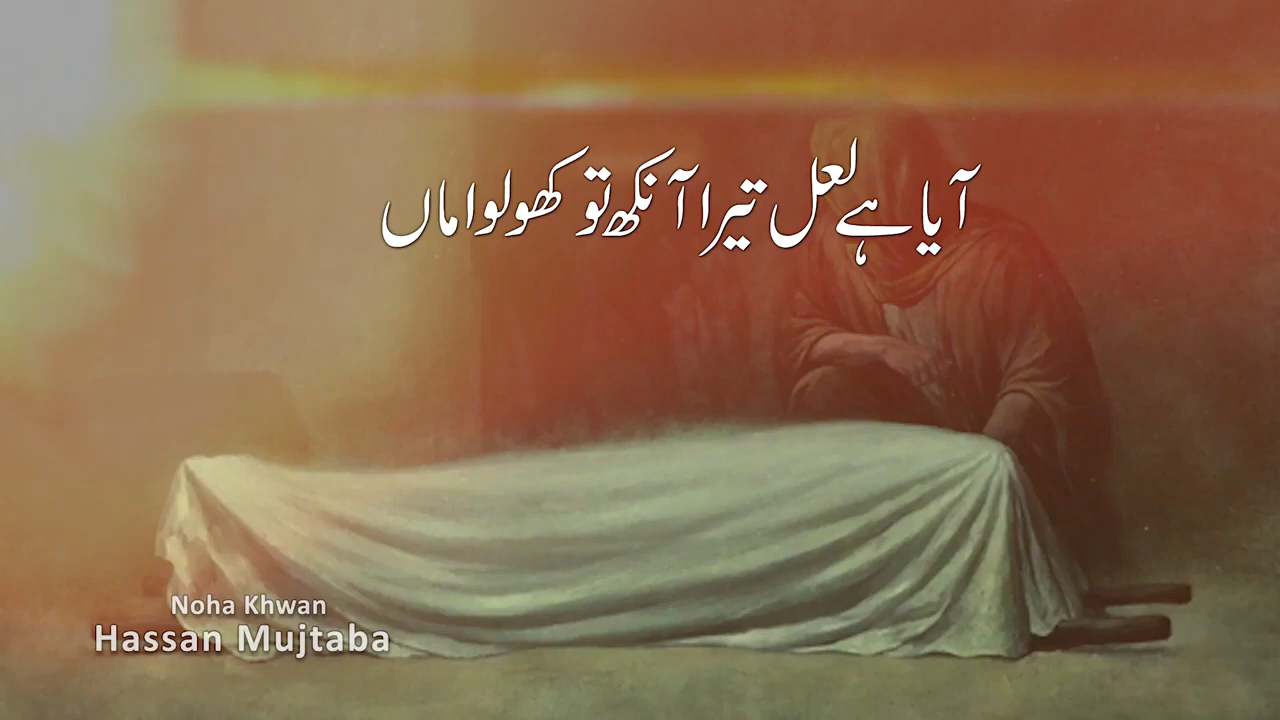 آیا ہے لعل تیرا آنکھ تو کھولو اماں
Noha Khwan
Hassan Mujtaba